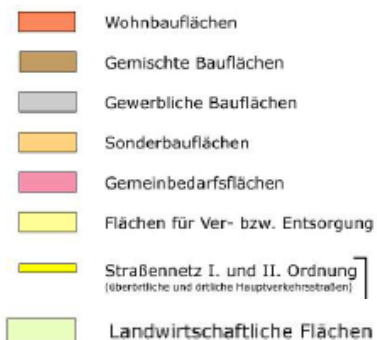 Wohnbauflächen
Gemischte Bauflächen
Gewerbliche Bauflächen
Sonderbauflächen
Gemeinbedarfsflächen
Flächen für Ver- bzw. Entsorgung
Straßennetz I. und II. Ordnung
(überörtliche und örtliche Hauptverkehrsstraßen)
Landwirtschaftliche Flächen